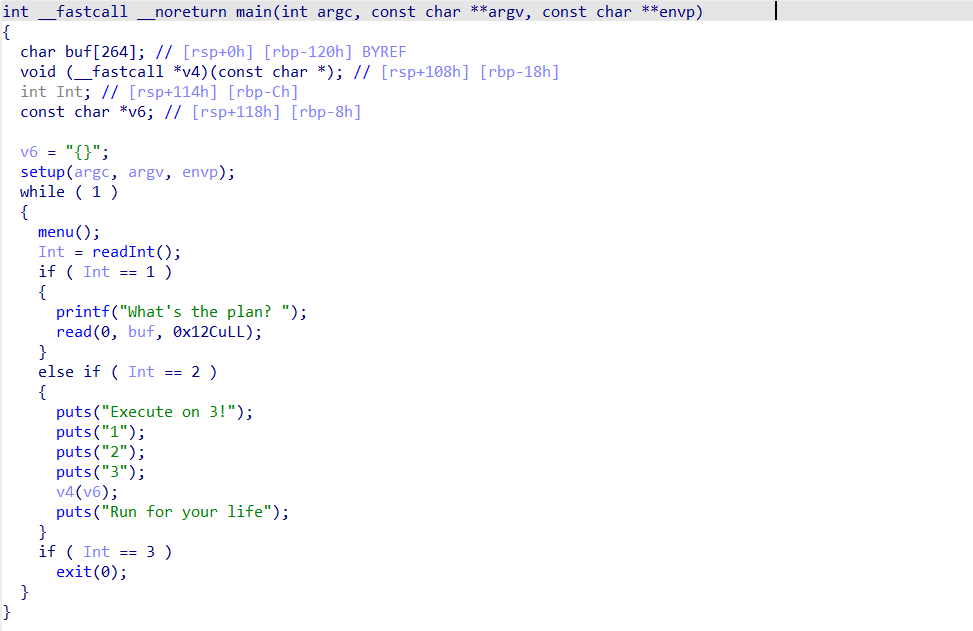 int __fastcall __noreturn main(int argc, const char **argv, const char **envp)
{
  char buf[264]; // [rsp+0h] [rbp-120h] BYREF
  void (__fastcall *v4)(const char *); // [rsp+108h] [rbp-18h]
  int Int; // [rsp+114h] [rbp-Ch]
  const char *v6; // [rsp+118h] [rbp-8h]

  v6 = "{}";
  setup(argc, argv, envp);
  while ( 1 )
  {
    menu();
    Int = readInt();
    if ( Int == 1 )
    {
      printf("What's the plan? ");
      read(0, buf, 0x12CuLL);
    }
    else if ( Int == 2 )
    {
      puts("Execute on 3!");
      puts("1");
      puts("2");
      puts("3");
      v4(v6);
      puts("Run for your life");
    }
    if ( Int == 3 )
      exit(0);
  }
}